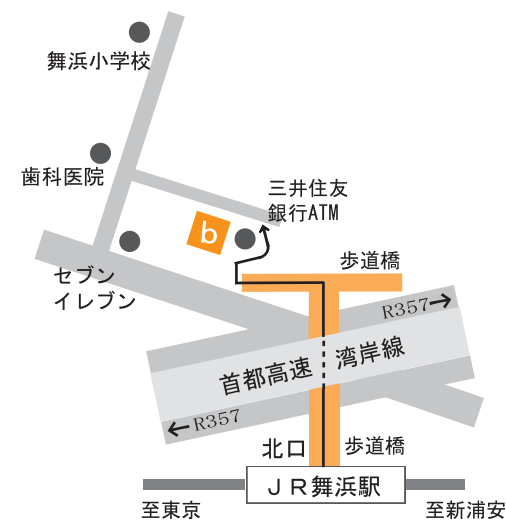 舞浜小学校
歯科医院
三井住友
銀行ATM
b
セブン
イレブン
歩道橋
R357
首都高速 湾岸線
R357
北口
歩道橋
JR舞浜駅
至東京
至新浦安